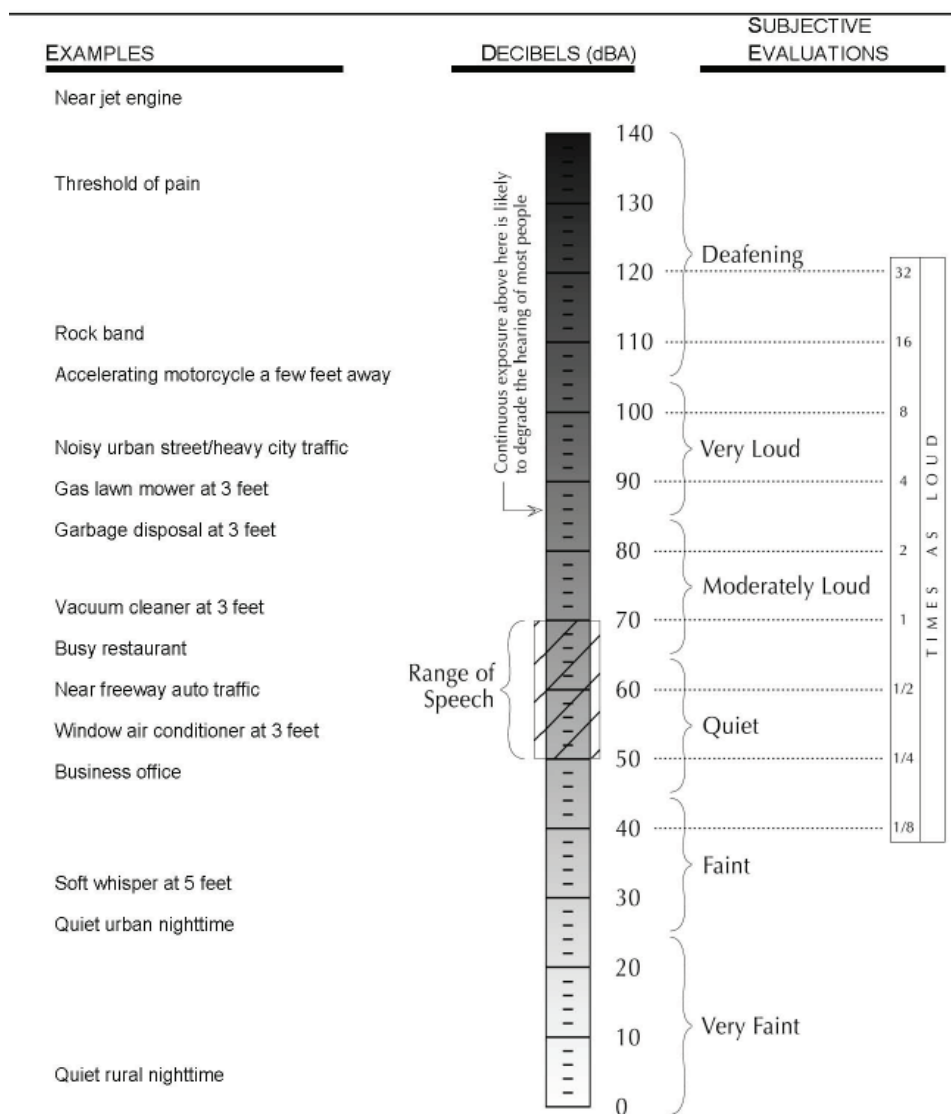 EXAMPLES
DECIBELS (dBA)
SUBJECTIVE
EVALUATIONS
Near jet engine
140
Threshold of pain
130
Continuous exposure above here is likely
to degrade the hearing of most people
Deafening
120
32
Rock band
110
16
Accelerating motorcycle a few feet away
100
8
Noisy urban street/heavy city traffic
Very Loud
Gas lawn mower at 3 feet
90
4
Garbage disposal at 3 feet
80
2
TIMES AS LOUD
Moderately Loud
Vacuum cleaner at 3 feet
70
1
Busy restaurant
Range of
Speech
Near freeway auto traffic
60
1/2
Window air conditioner at 3 feet
Quiet
Business office
50
1/4
40
1/8
Faint
Soft whisper at 5 feet
30
Quiet urban nighttime
20
Very Faint
10
Quiet rural nighttime
0